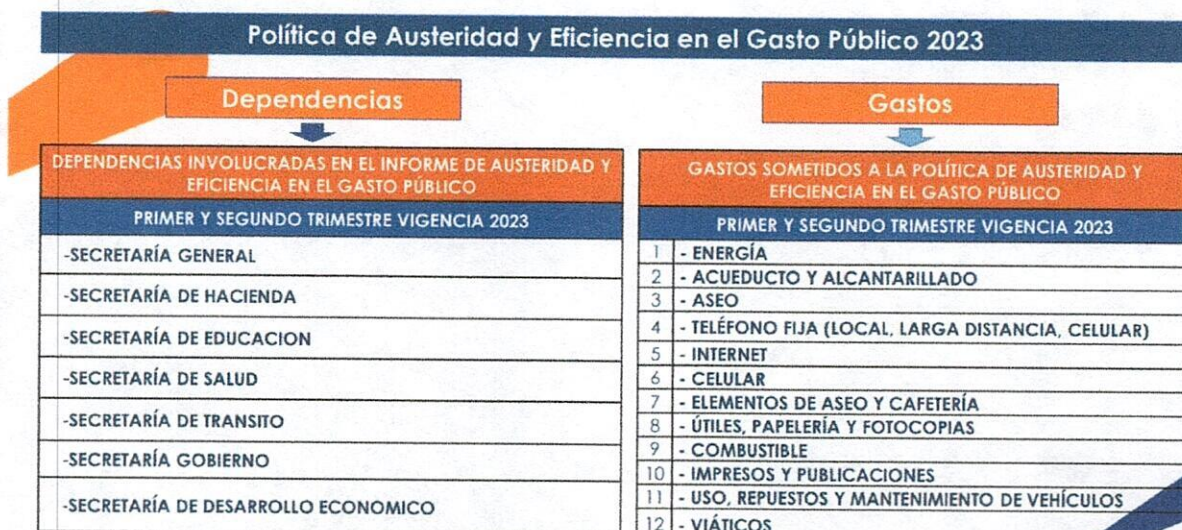 Política de Austeridad y Eficiencia en el Gasto Público 2023
Dependencias
DEPENDENCIAS INVOLUCRADAS EN EL INFORME DE AUSTERIDAD Y
EFICIENCIA EN EL GASTO PÚBLICO
PRIMER Y SEGUNDO TRIMESTRE VIGENCIA 2023
-SECRETARÍA GENERAL
-SECRETARÍA DE HACIENDA
-SECRETARÍA DE EDUCACION
-SECRETARÍA DE SALUD
-SECRETARÍA DE TRANSITO
-SECRETARÍA GOBIERNO
-SECRETARÍA DE DESARROLLO ECONOMICO
Gastos
GASTOS SOMETIDOS A LA POLÍTICA DE AUSTERIDAD Y
EFICIENCIA EN EL GASTO PÚBLICO
PRIMER Y SEGUNDO TRIMESTRE VIGENCIA 2023
1 - ENERGÍA
2 - ACUEDUCTO Y ALCANTARILLADO
3 - ASEO
4 - TELÉFONO FIJA (LOCAL, LARGA DISTANCIA, CELULAR)
5 - INTERNET
6 - CELULAR
7 - ELEMENTOS DE ASEO Y CAFETERÍA
8 - ÚTILES, PAPELERÍA Y FOTOCOPIAS
9 - COMBUSTIBLE
10 - IMPRESOS Y PUBLICACIONES
11 - USO, REPUESTOS Y MANTENIMIENTO DE VEHÍCULOS
12 - VIÁTICOS